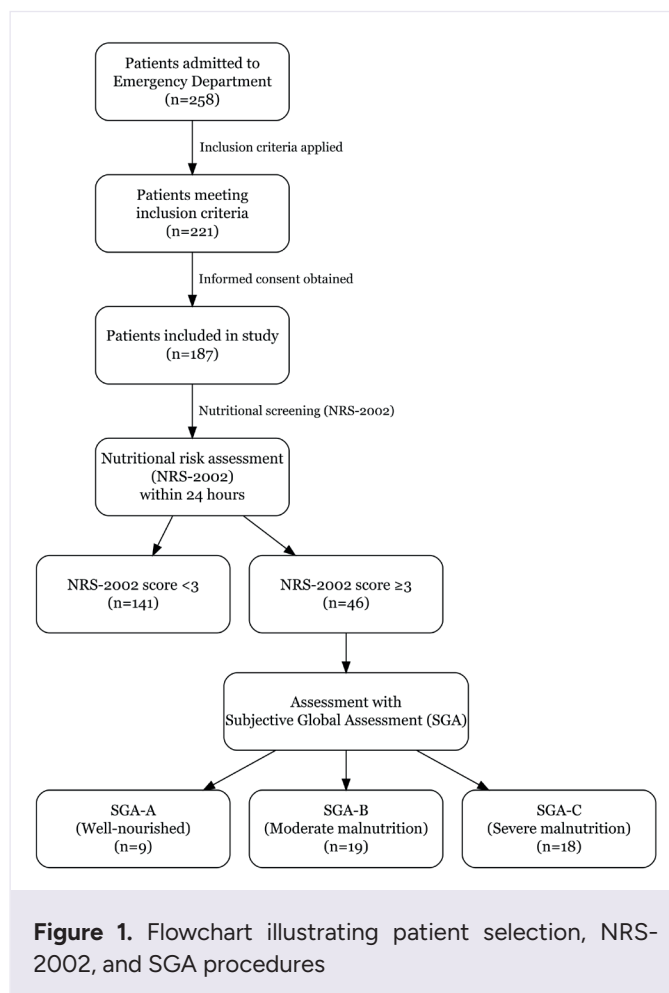 Patients admitted to
Emergency Department
(n=258)
Inclusion criteria applied
Patients meeting
inclusion criteria
(n=221)
Informed consent obtained
Patients included in study
(n=187)
Nutritional screening (NRS-2002)
Nutritional risk assessment
(NRS-2002)
within 24 hours
NRS-2002 score <3
(n=141)
NRS-2002 score ≥3
(n=46)
Assessment with
Subjective Global Assessment (SGA)
SGA-A
(Well-nourished)
(n=9)
SGA-B
(Moderate malnutrition)
(n=19)
SGA-C
(Severe malnutrition)
(n=18)
Figure 1. Flowchart illustrating patient selection, NRS-
2002, and SGA procedures